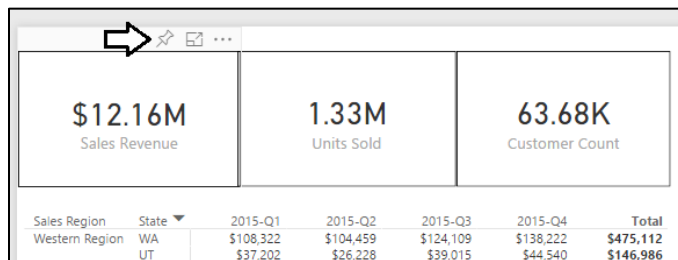 $12.16M 1.33M 63.68K
Sales Revenue Units Sold Customer Count
Sales Region State 2015-Q1 2015-Q2 2015-Q3 2015-Q4 Total
Western Region WA $108,322 $104,459 $124,109 $138,222 $475,112
UT $37,202 $26,228 $39,015 $44,540 $146,986